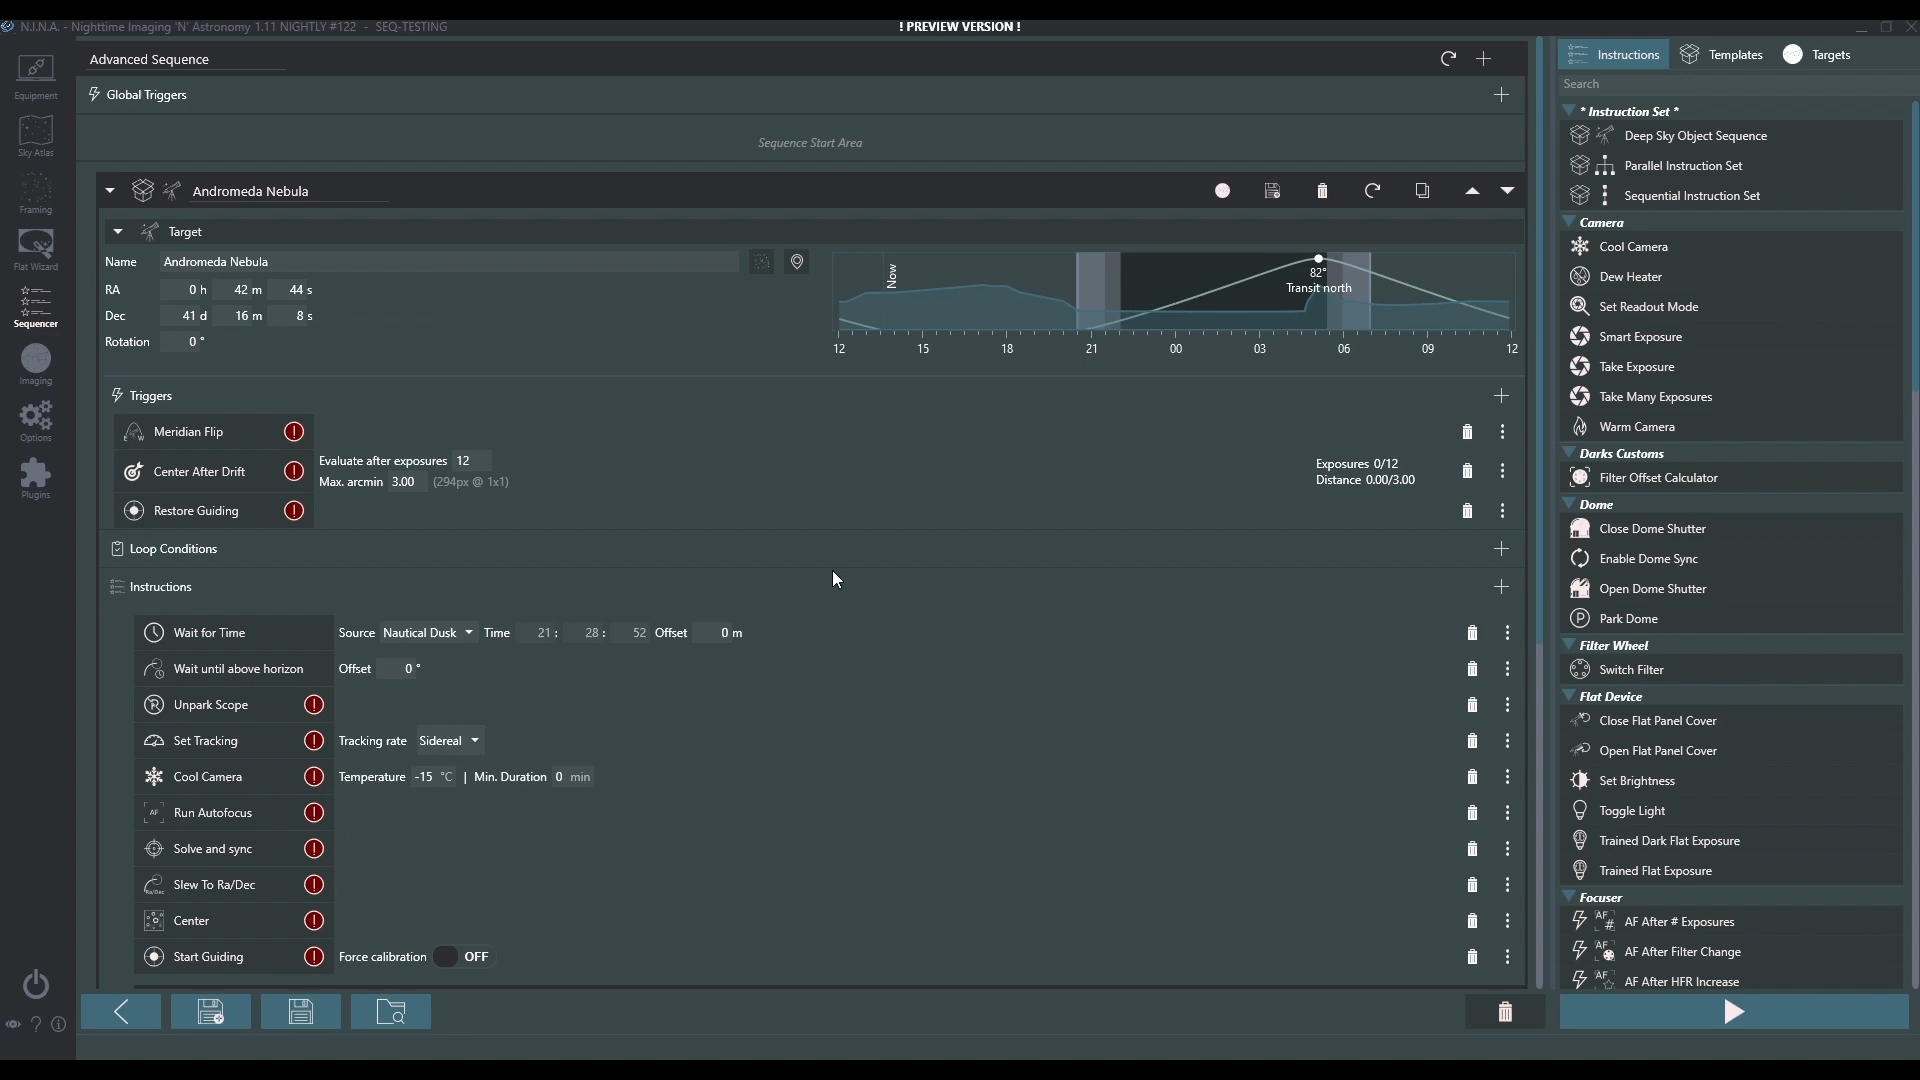 N.I.N.A. - Nighttime Imaging 'N' Astronomy 1.11 NIGHTLY #122 - SEQ-TESTING
! PREVIEW VERSION !
Equipment
Sky Atlas
Framing
Flat Wizard
Sequencer
Imaging
Options
Plugins
Advanced Sequence
Global Triggers
Sequence Start Area
Andromeda Nebula
Target
Name Andromeda Nebula
RA 0 h 42 m 44 s
Dec 41 d 16 m 8 s
Rotation 0 °
Now
82°
Transit north
12 15 18 21 00 03 06 09 12
Triggers
Meridian Flip
Center After Drift
Evaluate after exposures 12
Max. arcmin 3.00 (294px @ 1x1)
Exposures 0/12
Distance 0.00/3.00
Restore Guiding
Loop Conditions
Instructions
Wait for Time Source Nautical Dusk Time 21 : 28 : 52 Offset 0 m
Wait until above horizon Offset 0 °
Unpark Scope
Set Tracking Tracking rate Sidereal
Cool Camera Temperature -15 °C | Min. Duration 0 min
AF Run Autofocus
Solve and sync
Ra/Dec Slew To Ra/Dec
Center
Start Guiding Force calibration OFF
Instructions Templates Targets
Search
* Instruction Set *
Deep Sky Object Sequence
Parallel Instruction Set
Sequential Instruction Set
Camera
Cool Camera
Dew Heater
Set Readout Mode
Smart Exposure
Take Exposure
Take Many Exposures
Warm Camera
Darks Customs
Filter Offset Calculator
Dome
Close Dome Shutter
Enable Dome Sync
Open Dome Shutter
Park Dome
Filter Wheel
Switch Filter
Flat Device
Close Flat Panel Cover
Open Flat Panel Cover
Set Brightness
Toggle Light
Trained Dark Flat Exposure
Trained Flat Exposure
Focuser
AF # AF After # Exposures
AF AF After Filter Change
AF AF After HFR Increase